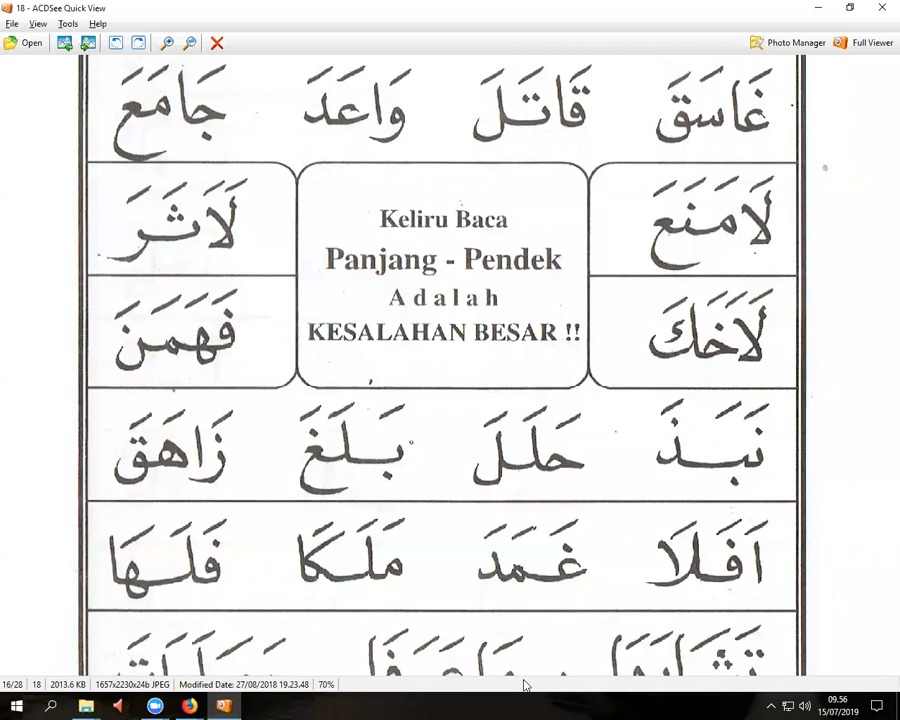 18 - ACDSee Quick View
File View Tools Help
Open Photo Manager Full Viewer
غَاسَقَ قَاتَلَ وَاعَدَ جَامَعَ
لَامَنَعَ
لَاَثَرَ
Keliru Baca
Panjang - Pendek
Adalah
KESALAHAN BESAR !!
لَاَخَكَ
فَهَمَنَ
نَبَذَ حَلَلَ بَلَغَ زَاهَقَ
اَفَلَا غَمَدَ مَلَكَا فَلَهَا
16/28 18 2013.6 KB 1657x2230x24b JPEG Modified Date: 27/08/2018 19.23.48 70%
09.56
15/07/2019